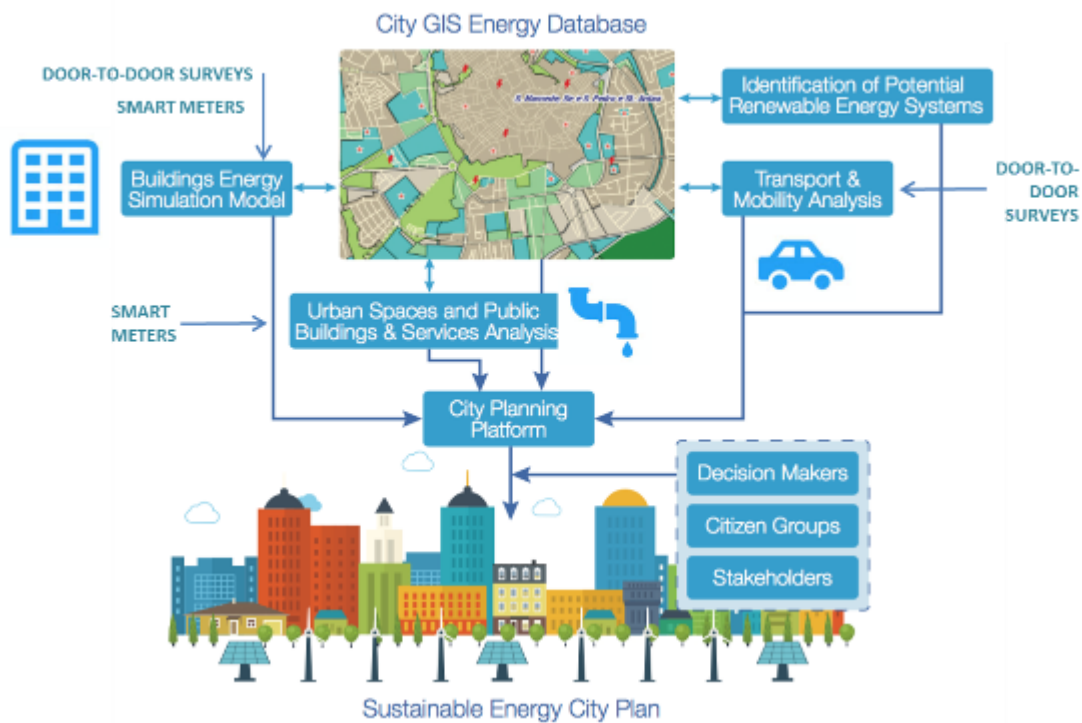 City GIS Energy Database
DOOR-TO-DOOR SURVEYS
SMART METERS
Identification of Potential
Renewable Energy Systems
Buildings Energy
Simulation Model
Transport &
Mobility Analysis
DOOR-TO-
DOOR
SURVEYS
SMART
METERS
Urban Spaces and Public
Buildings & Services Analysis
City Planning
Platform
Decision Makers
Citizen Groups
Stakeholders
Sustainable Energy City Plan